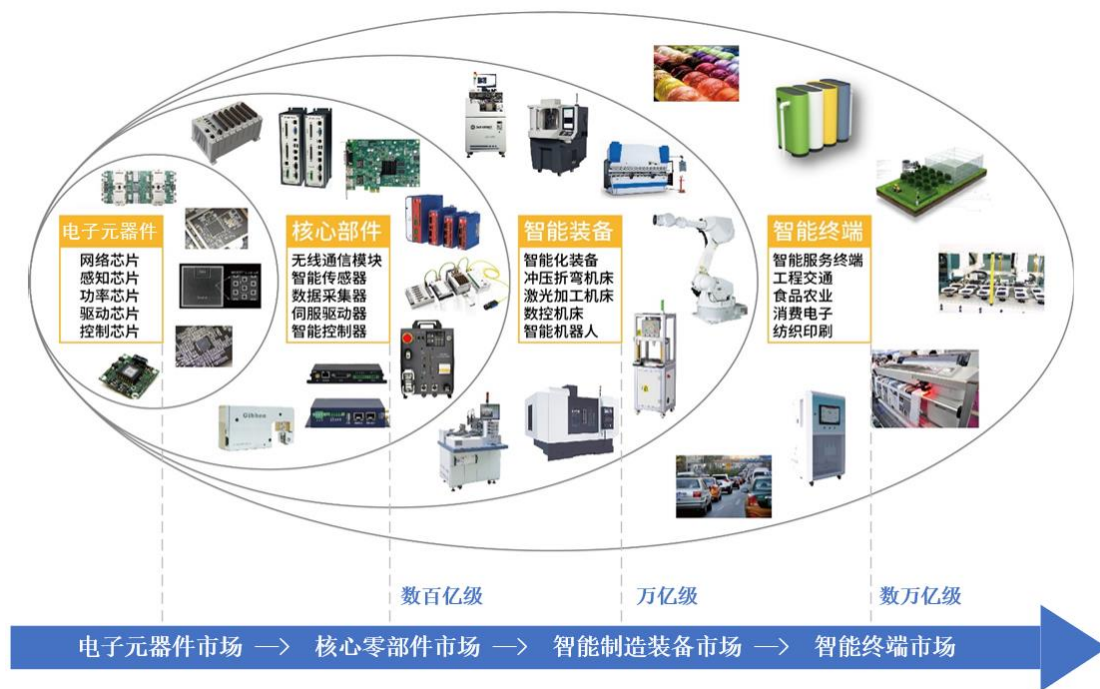 电子元器件
网络芯片
感知芯片
功率芯片
驱动芯片
控制芯片
核心部件
无线通信模块
智能传感器
数据采集器
伺服驱动器
智能控制器
智能装备
智能化装备
冲压折弯机床
激光加工机床
数控机床
智能机器人
智能终端
智能服务终端
工程交通
食品农业
消费电子
纺织印刷
数百亿级
万亿级
数万亿级
电子元器件市场 —> 核心零部件市场 —> 智能制造装备市场 —> 智能终端市场